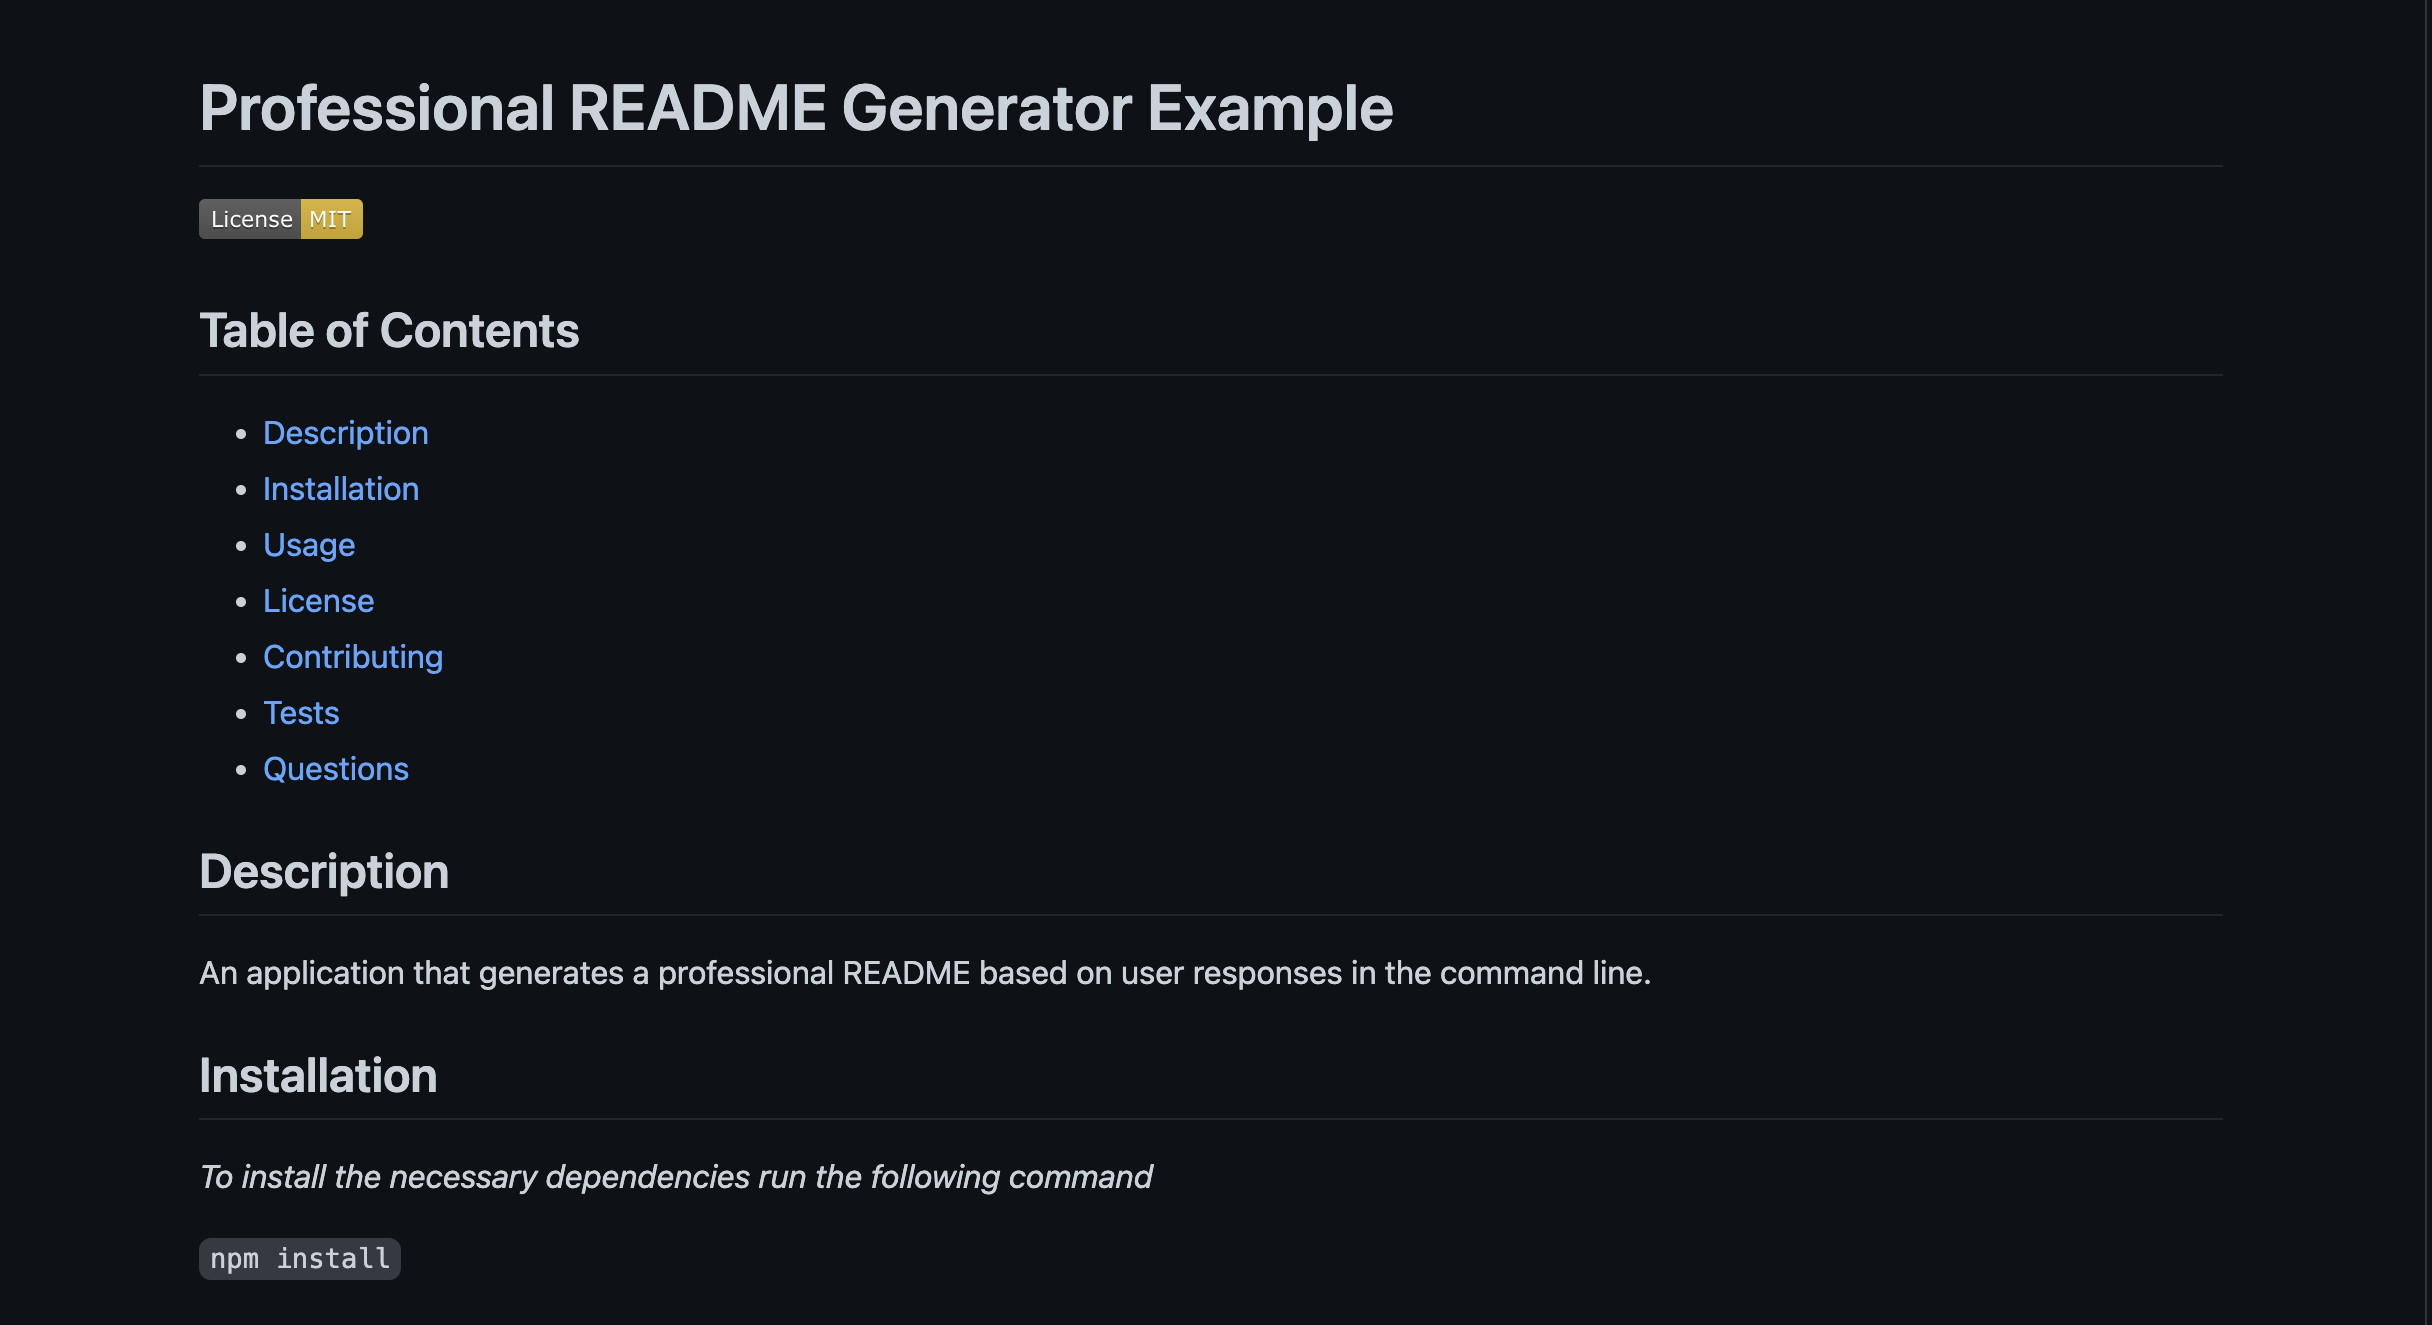 Professional README Generator Example
License MIT
Table of Contents
Description
Installation
Usage
License
Contributing
Tests
Questions
Description
An application that generates a professional README based on user responses in the command line.
Installation
To install the necessary dependencies run the following command
npm install